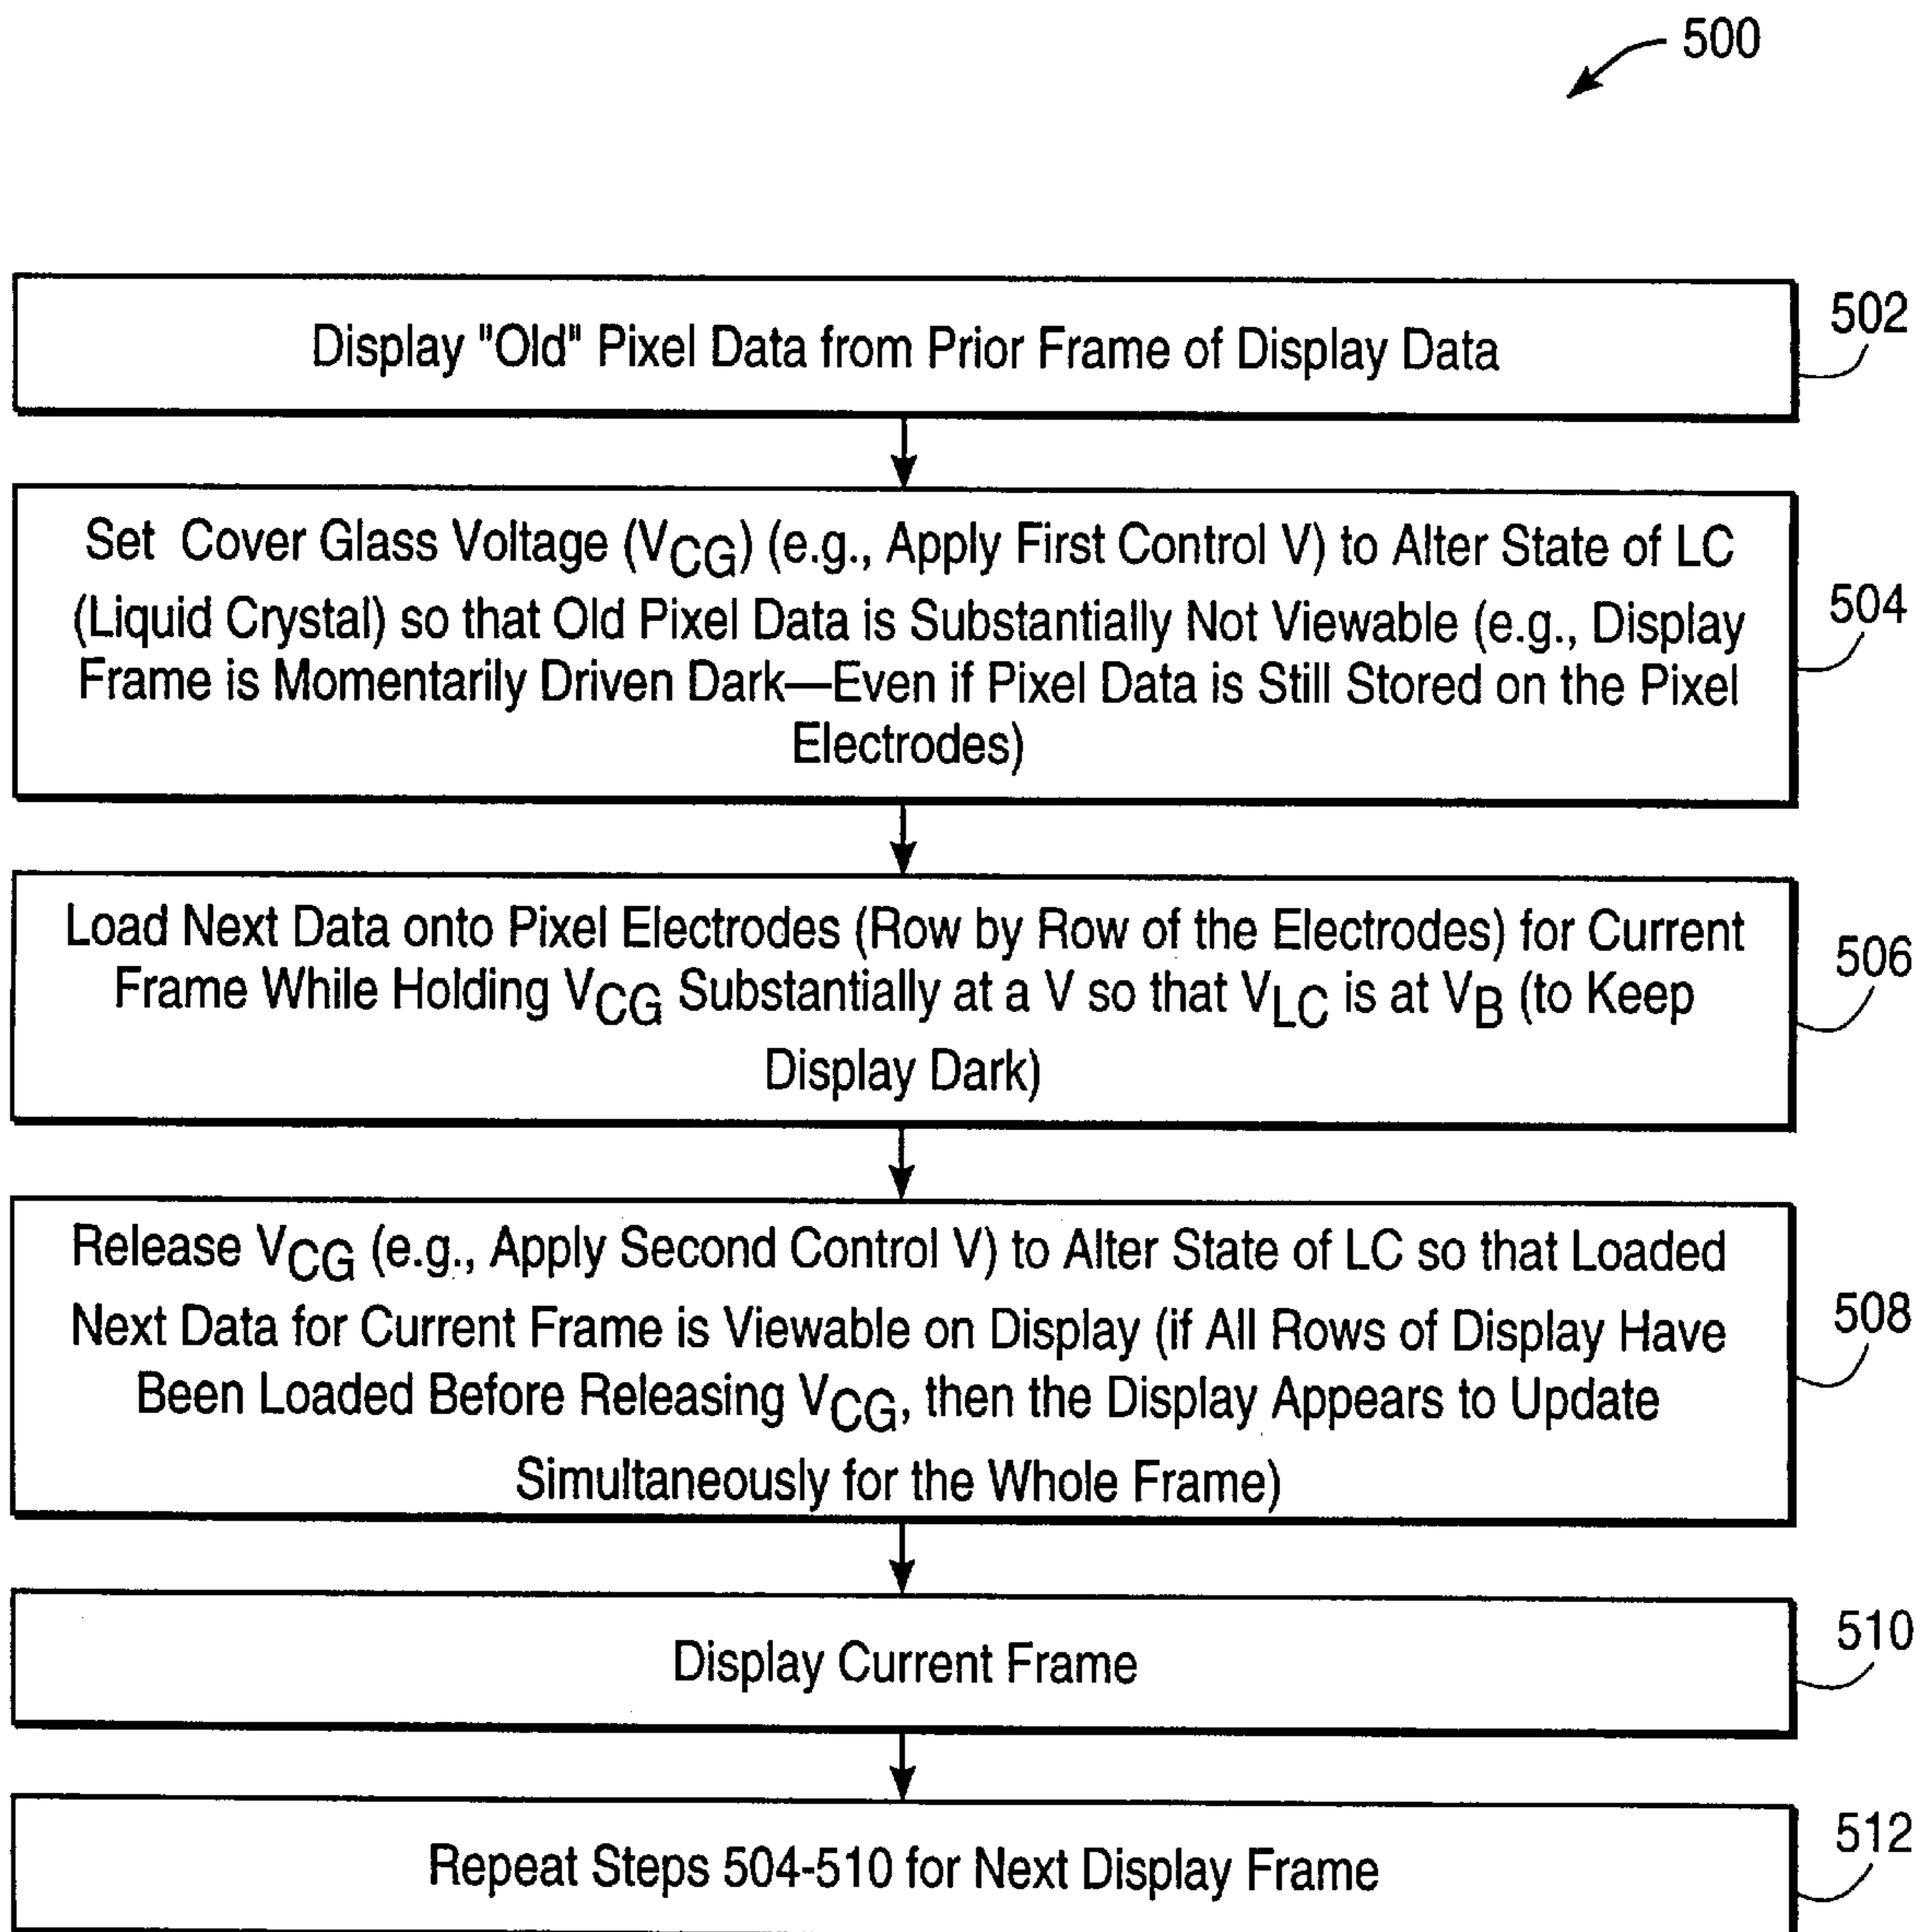 500
Display "Old" Pixel Data from Prior Frame of Display Data
502
Set Cover Glass Voltage (VCG) (e.g., Apply First Control V) to Alter State of LC
(Liquid Crystal) so that Old Pixel Data is Substantially Not Viewable (e.g., Display
Frame is Momentarily Driven Dark—Even if Pixel Data is Still Stored on the Pixel
Electrodes)
504
Load Next Data onto Pixel Electrodes (Row by Row of the Electrodes) for Current
Frame While Holding VCG Substantially at a V so that VLC is at VB (to Keep
Display Dark)
506
Release VCG (e.g., Apply Second Control V) to Alter State of LC so that Loaded
Next Data for Current Frame is Viewable on Display (if All Rows of Display Have
Been Loaded Before Releasing VCG, then the Display Appears to Update
Simultaneously for the Whole Frame)
508
Display Current Frame
510
Repeat Steps 504-510 for Next Display Frame
512